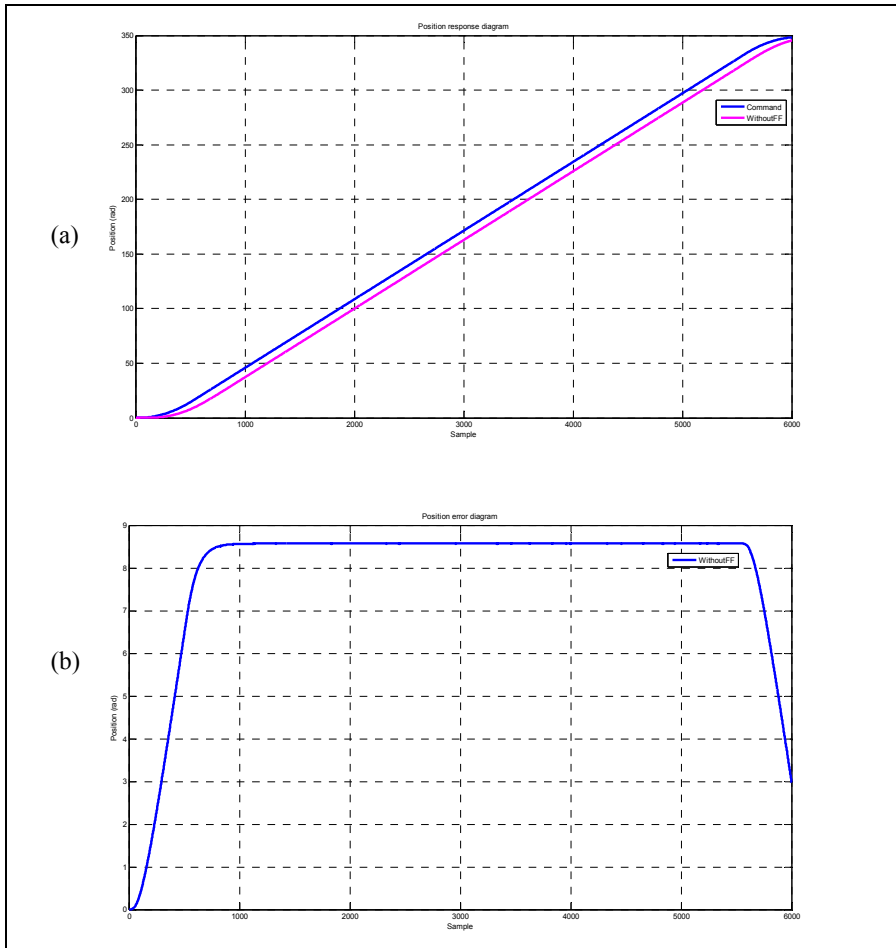 Position response diagram
350
300
250
200
150
100
50
0
Position (rad)
(a)
Command
WithoutFF
0 1000 2000 3000 4000 5000 6000
Sample
Position error diagram
9
8
7
6
5
4
3
2
1
0
Position (rad)
(b)
WithoutFF
0 1000 2000 3000 4000 5000 6000
Sample